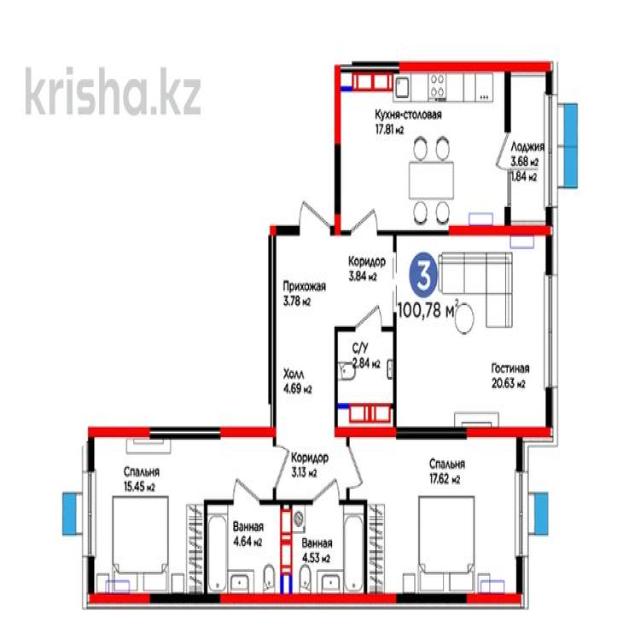 krisha.kz
Кухня-столовая
17.81 м2
Лоджия
3.68 м2
1.84 м2
Коридор
3.84 м2
3
100,78 м2
Прихожая
3.78 м2
С/У
2.84 м2
Гостиная
20.63 м2
Холл
4.69 м2
Коридор
3.13 м2
Спальня
15.45 м2
Спальня
17.62 м2
Ванная
4.64 м2
Ванная
4.53 м2